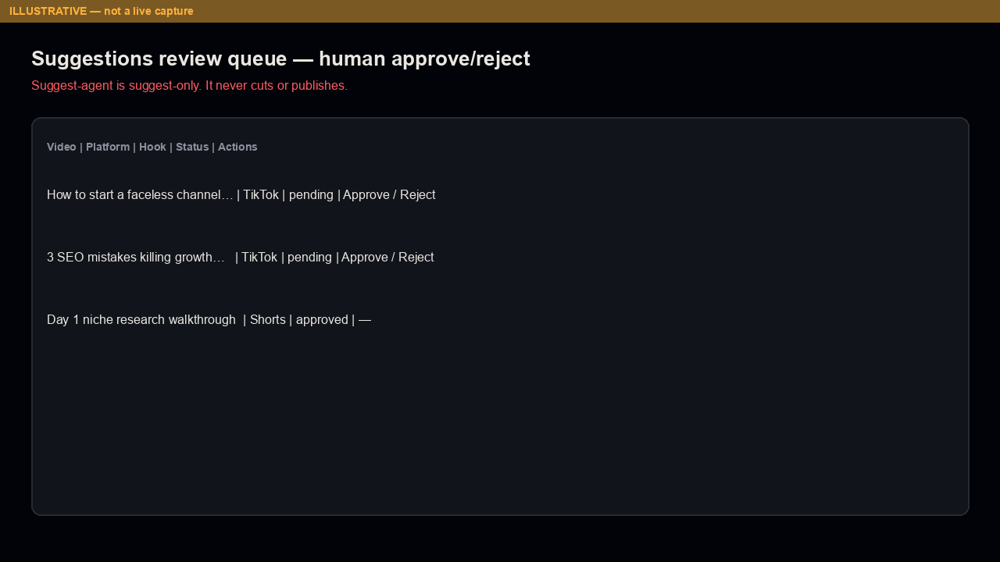 ILLUSTRATIVE — not a live capture
Suggestions review queue — human approve/reject
Suggest-agent is suggest-only. It never cuts or publishes.
Video | Platform | Hook | Status | Actions
How to start a faceless channel… | TikTok | pending | Approve / Reject
3 SEO mistakes killing growth…   | TikTok | pending | Approve / Reject
Day 1 niche research walkthrough  | Shorts | approved | —